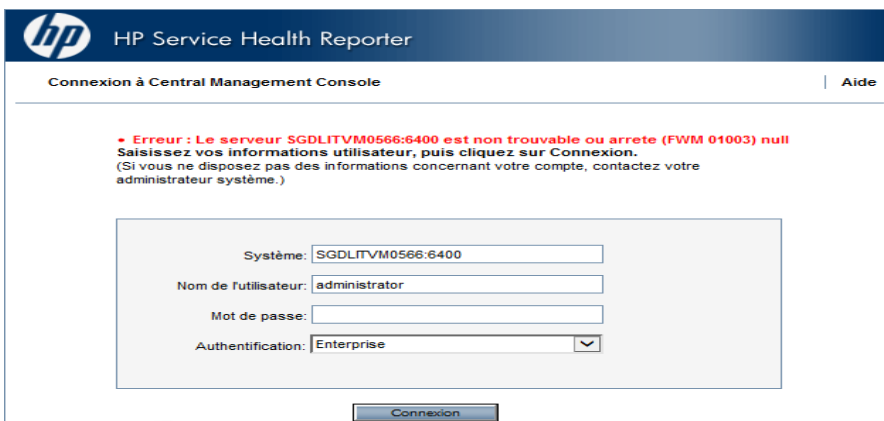 hp HP Service Health Reporter
Connexion à Central Management Console | Aide
• Erreur : Le serveur SGDLITVM0566:6400 est non trouvable ou arrete (FWM 01003) null
Saisissez vos informations utilisateur, puis cliquez sur Connexion.
(Si vous ne disposez pas des informations concernant votre compte, contactez votre
administrateur système.)
Système: SGDLITVM0566:6400
Nom de l'utilisateur: administrator
Mot de passe:
Authentification: Enterprise
Connexion